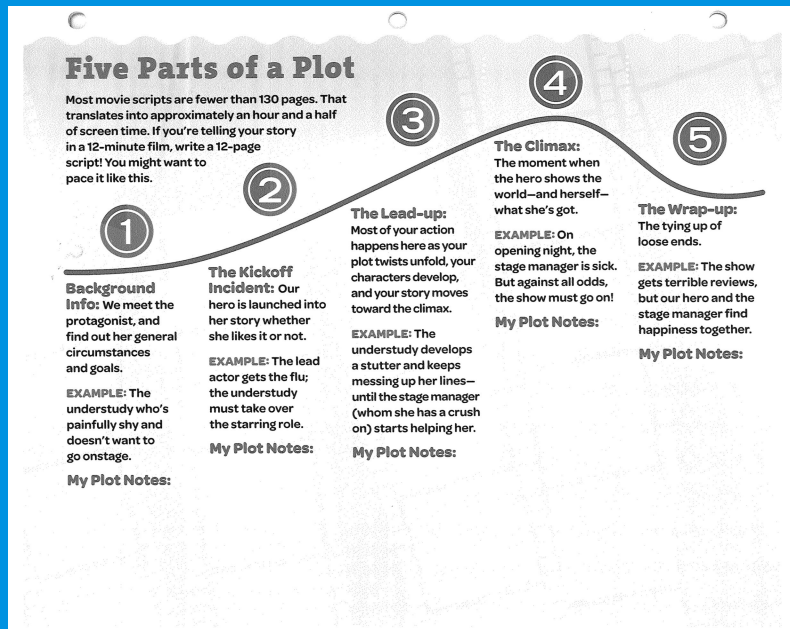 Five Parts of a Plot
Most movie scripts are fewer than 130 pages. That
translates into approximately an hour and a half
of screen time. If you're telling your story
in a 12-minute film, write a 12-page
script! You might want to
pace it like this.
1
Background
Info: We meet the
protagonist, and
find out her general
circumstances
and goals.
EXAMPLE: The
understudy who's
painfully shy and
doesn't want to
go onstage.
My Plot Notes:
2
The Kickoff
Incident: Our
hero is launched into
her story whether
she likes it or not.
EXAMPLE: The lead
actor gets the flu;
the understudy
must take over
the starring role.
My Plot Notes:
3
The Lead-up:
Most of your action
happens here as your
plot twists unfold, your
characters develop,
and your story moves
toward the climax.
EXAMPLE: The
understudy develops
a stutter and keeps
messing up her lines—
until the stage manager
(whom she has a crush
on) starts helping her.
My Plot Notes:
4
The Climax:
The moment when
the hero shows the
world—and herself—
what she's got.
EXAMPLE: On
opening night, the
stage manager is sick.
But against all odds,
the show must go on!
My Plot Notes:
5
The Wrap-up:
The tying up of
loose ends.
EXAMPLE: The show
gets terrible reviews,
but our hero and the
stage manager find
happiness together.
My Plot Notes: